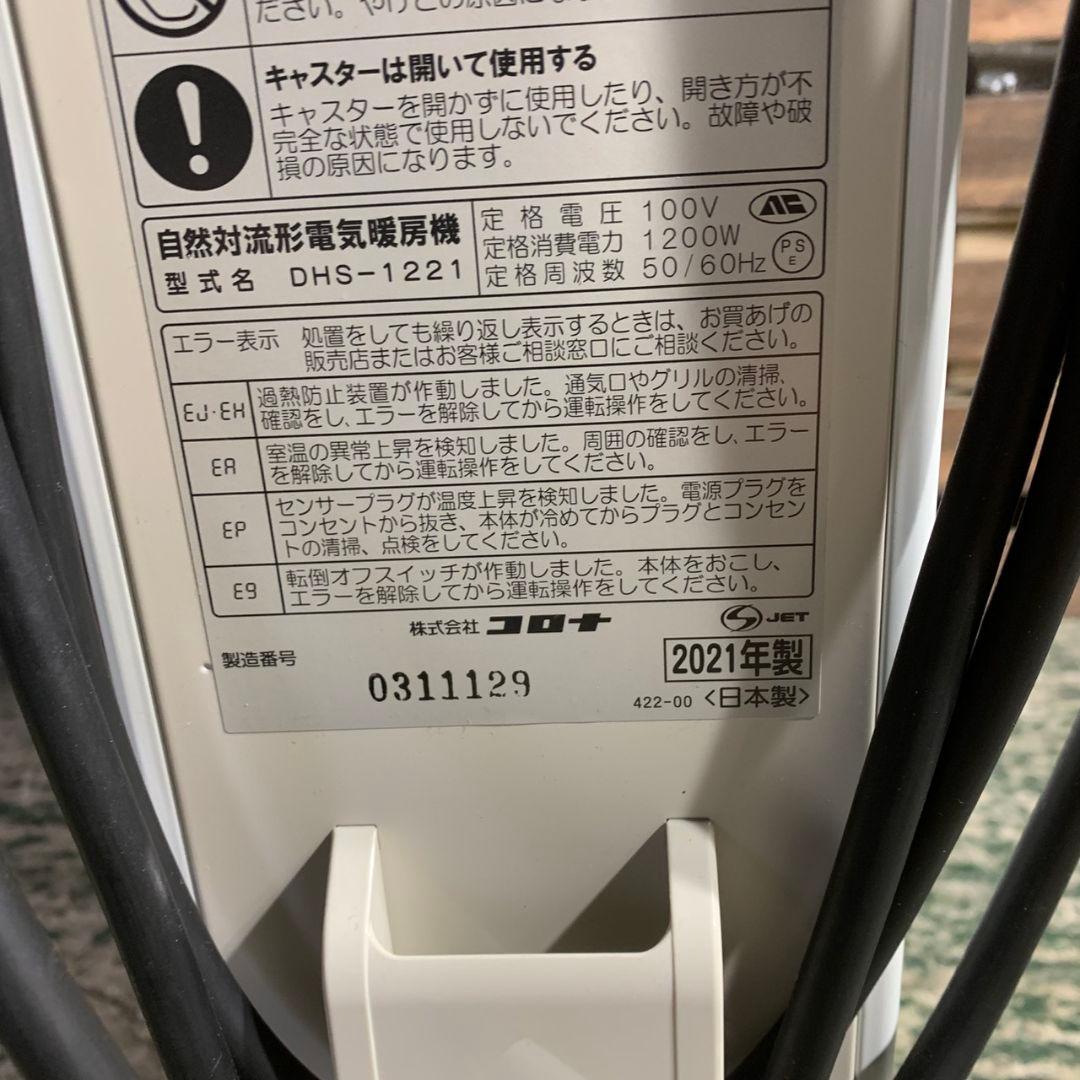 ださい。やけどの原因になり
キャスターは開いて使用する
キャスターを開かずに使用したり、開き方が不
完全な状態で使用しないでください。故障や破
損の原因になります。
自然対流形電気暖房機
型式名 DHS-1221
定格電圧 100V
定格消費電力 1200W
定格周波数 50/60Hz
PS
E
エラー表示 処置をしても繰り返し表示するときは、お買あげの
販売店またはお客様ご相談窓口にご相談ください。
EJ・EH 過熱防止装置が作動しました。通気口やグリルの清掃、
確認をし、エラーを解除してから運転操作をしてください。
EA 室温の異常上昇を検知しました。周囲の確認をし、エラー
を解除してから運転操作をしてください。
EP センサープラグが温度上昇を検知しました。電源プラグを
コンセントから抜き、本体が冷めてからプラグとコンセン
トの清掃、点検をしてください。
E9 転倒オフスイッチが作動しました。本体をおこし、
エラーを解除してから運転操作をしてください。
株式会社 コロナ
JET
製造番号
0311129
2021年製
422-00 <日本製>